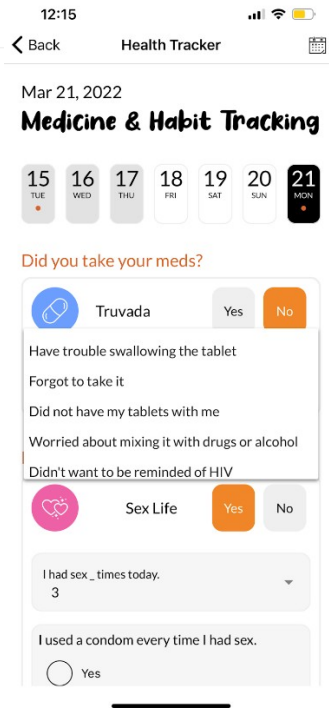 12:15
Back Health Tracker
Mar 21, 2022
Medicine & Habit Tracking
15 16 17 18 19 20 21
TUE WED THU FRI SAT SUN MON
Did you take your meds?
Truvada Yes No
Have trouble swallowing the tablet
Forgot to take it
Did not have my tablets with me
Worried about mixing it with drugs or alcohol
Didn't want to be reminded of HIV
Sex Life Yes No
I had sex _ times today.
3
I used a condom every time I had sex.
Yes